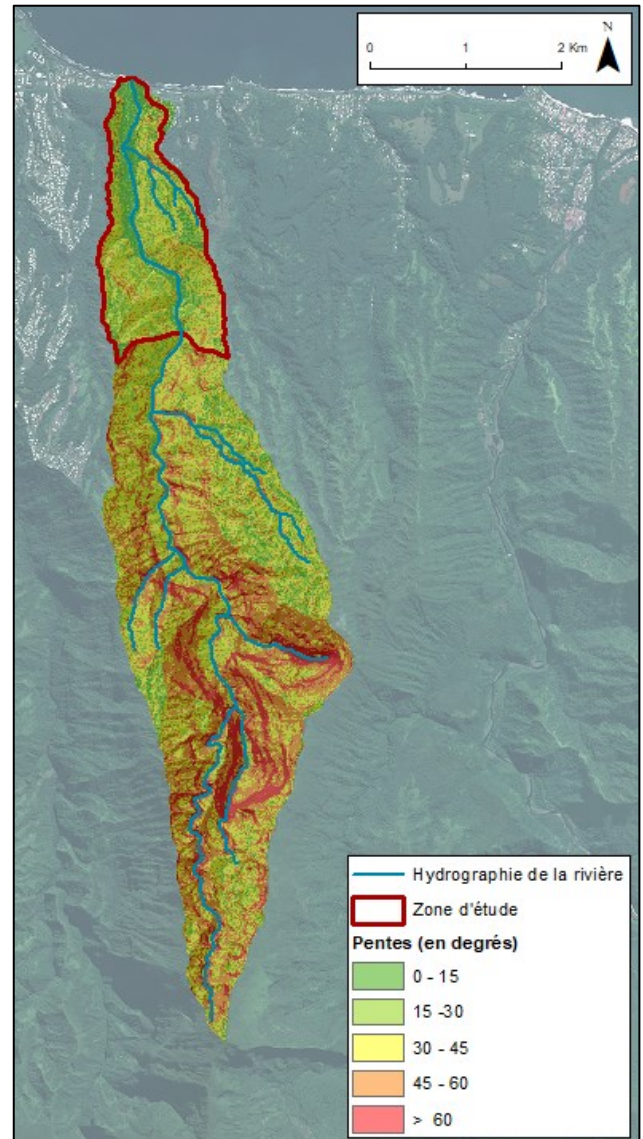 N
0 1 2 Km
Hydrographie de la rivière
Zone d'étude
Pentes (en degrés)
0 - 15
15 -30
30 - 45
45 - 60
> 60